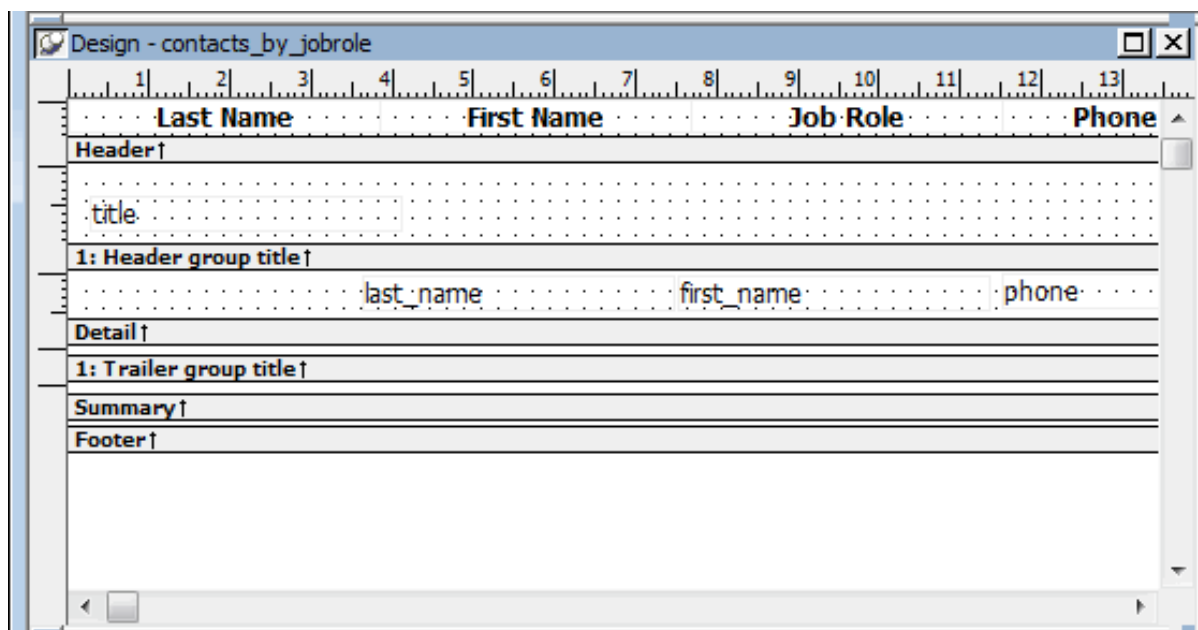 Design - contacts_by_jobrole
1 2 3 4 5 6 7 8 9 10 11 12 13
Last Name First Name Job Role Phone
Header↑
title
1: Header group title↑
last_name first_name phone
Detail↑
1: Trailer group title↑
Summary↑
Footer↑